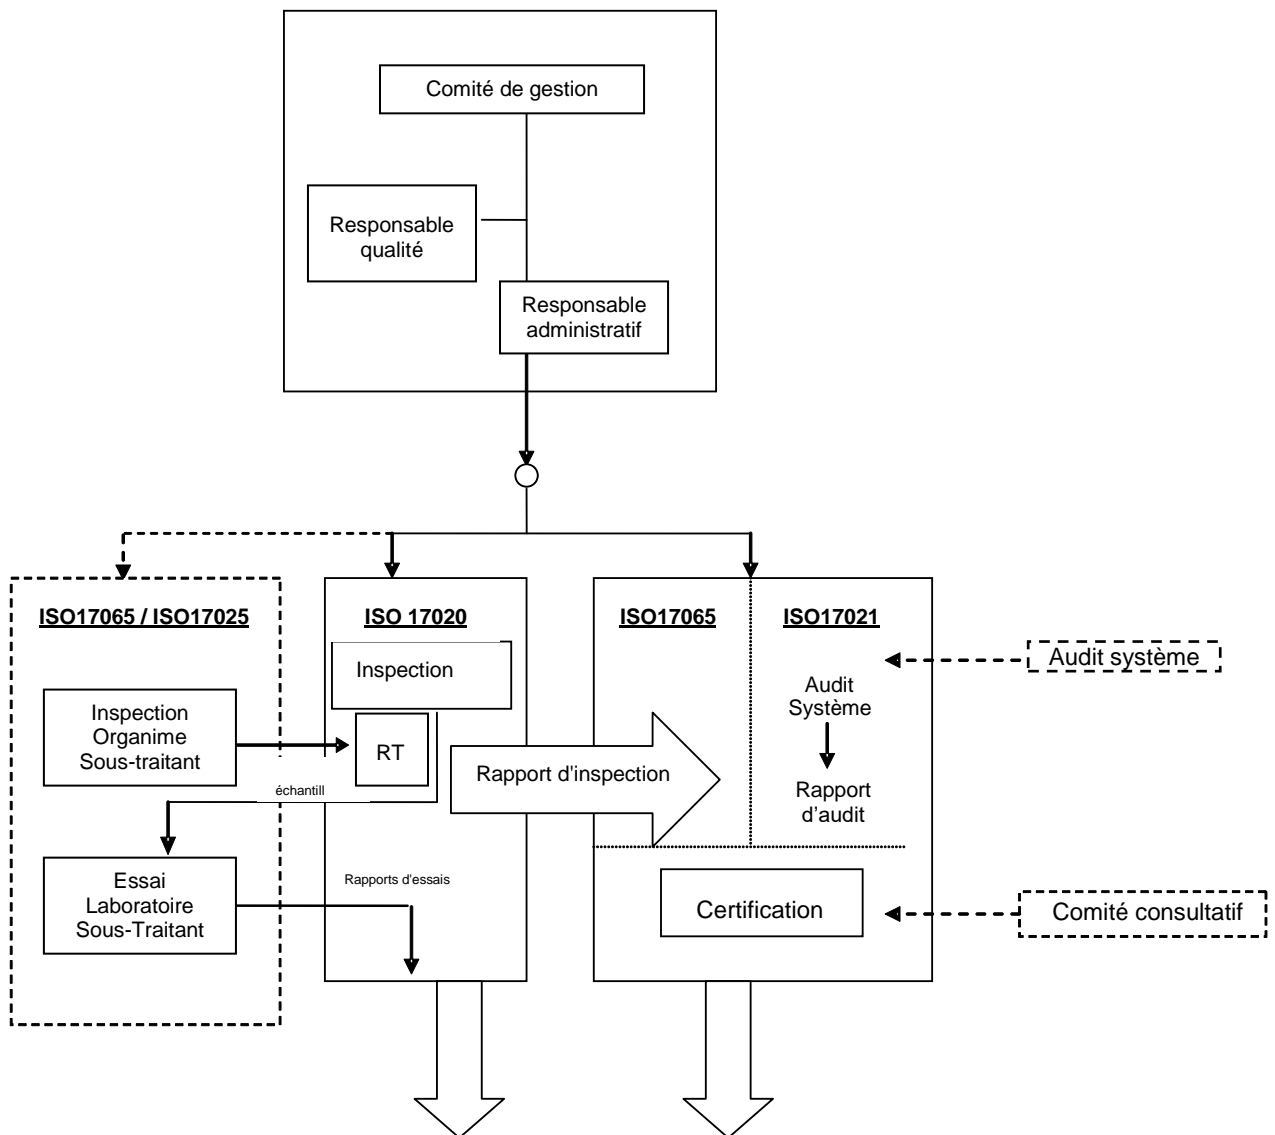 Comité de gestion
Responsable
qualité
Responsable
administratif
ISO17065 / ISO17025
ISO 17020
ISO17065
ISO17021
Inspection
Audit système
Audit
Système
Inspection
Organime
Sous-traitant
RT
Rapport d'inspection
échantill
Rapport
d’audit
Essai
Laboratoire
Sous-Traitant
Rapports d'essais
Certification
Comité consultatif